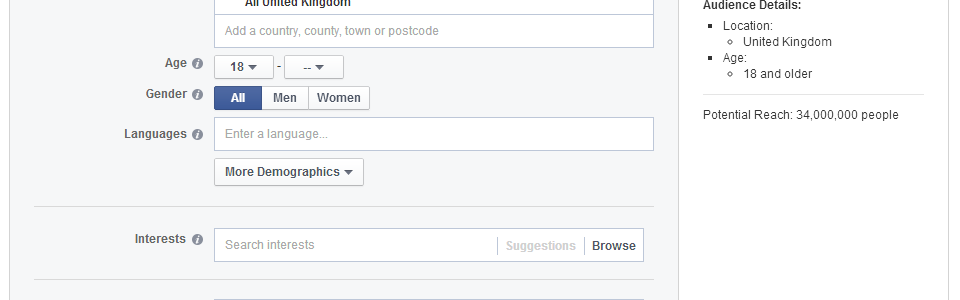 All United Kingdom
Add a country, county, town or postcode
Age i 18 - --
Gender i All Men Women
Languages i Enter a language...
More Demographics
Interests i Search interests Suggestions Browse
Audience Details:
Location:
United Kingdom
Age:
18 and older
Potential Reach: 34,000,000 people